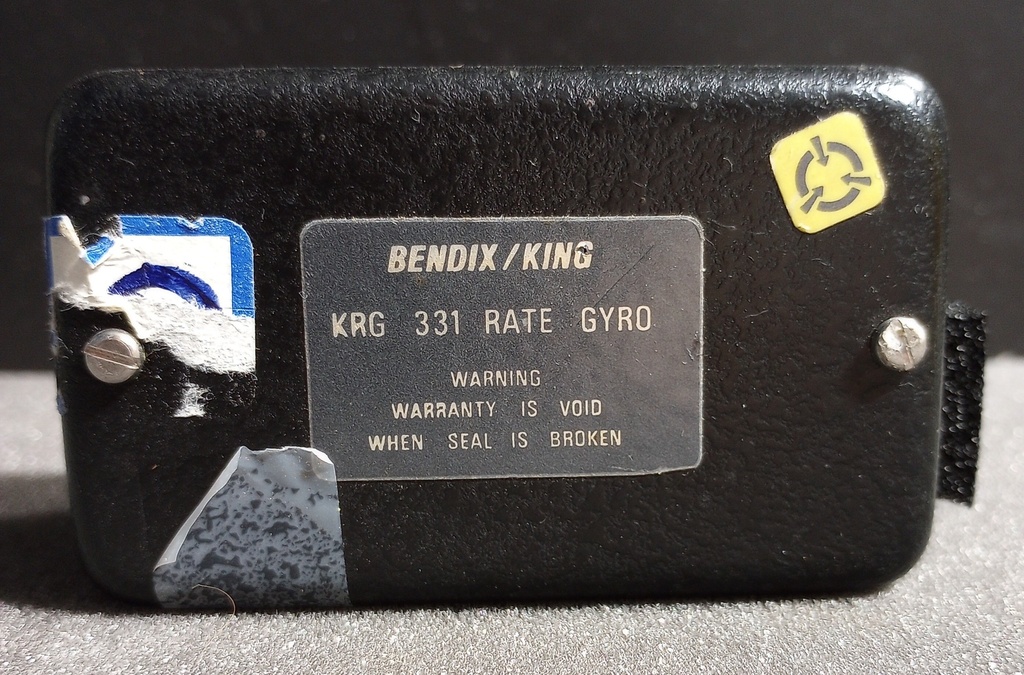 BENDIX/KING
KRG 331 RATE GYRO
WARNING
WARRANTY IS VOID
WHEN SEAL IS BROKEN